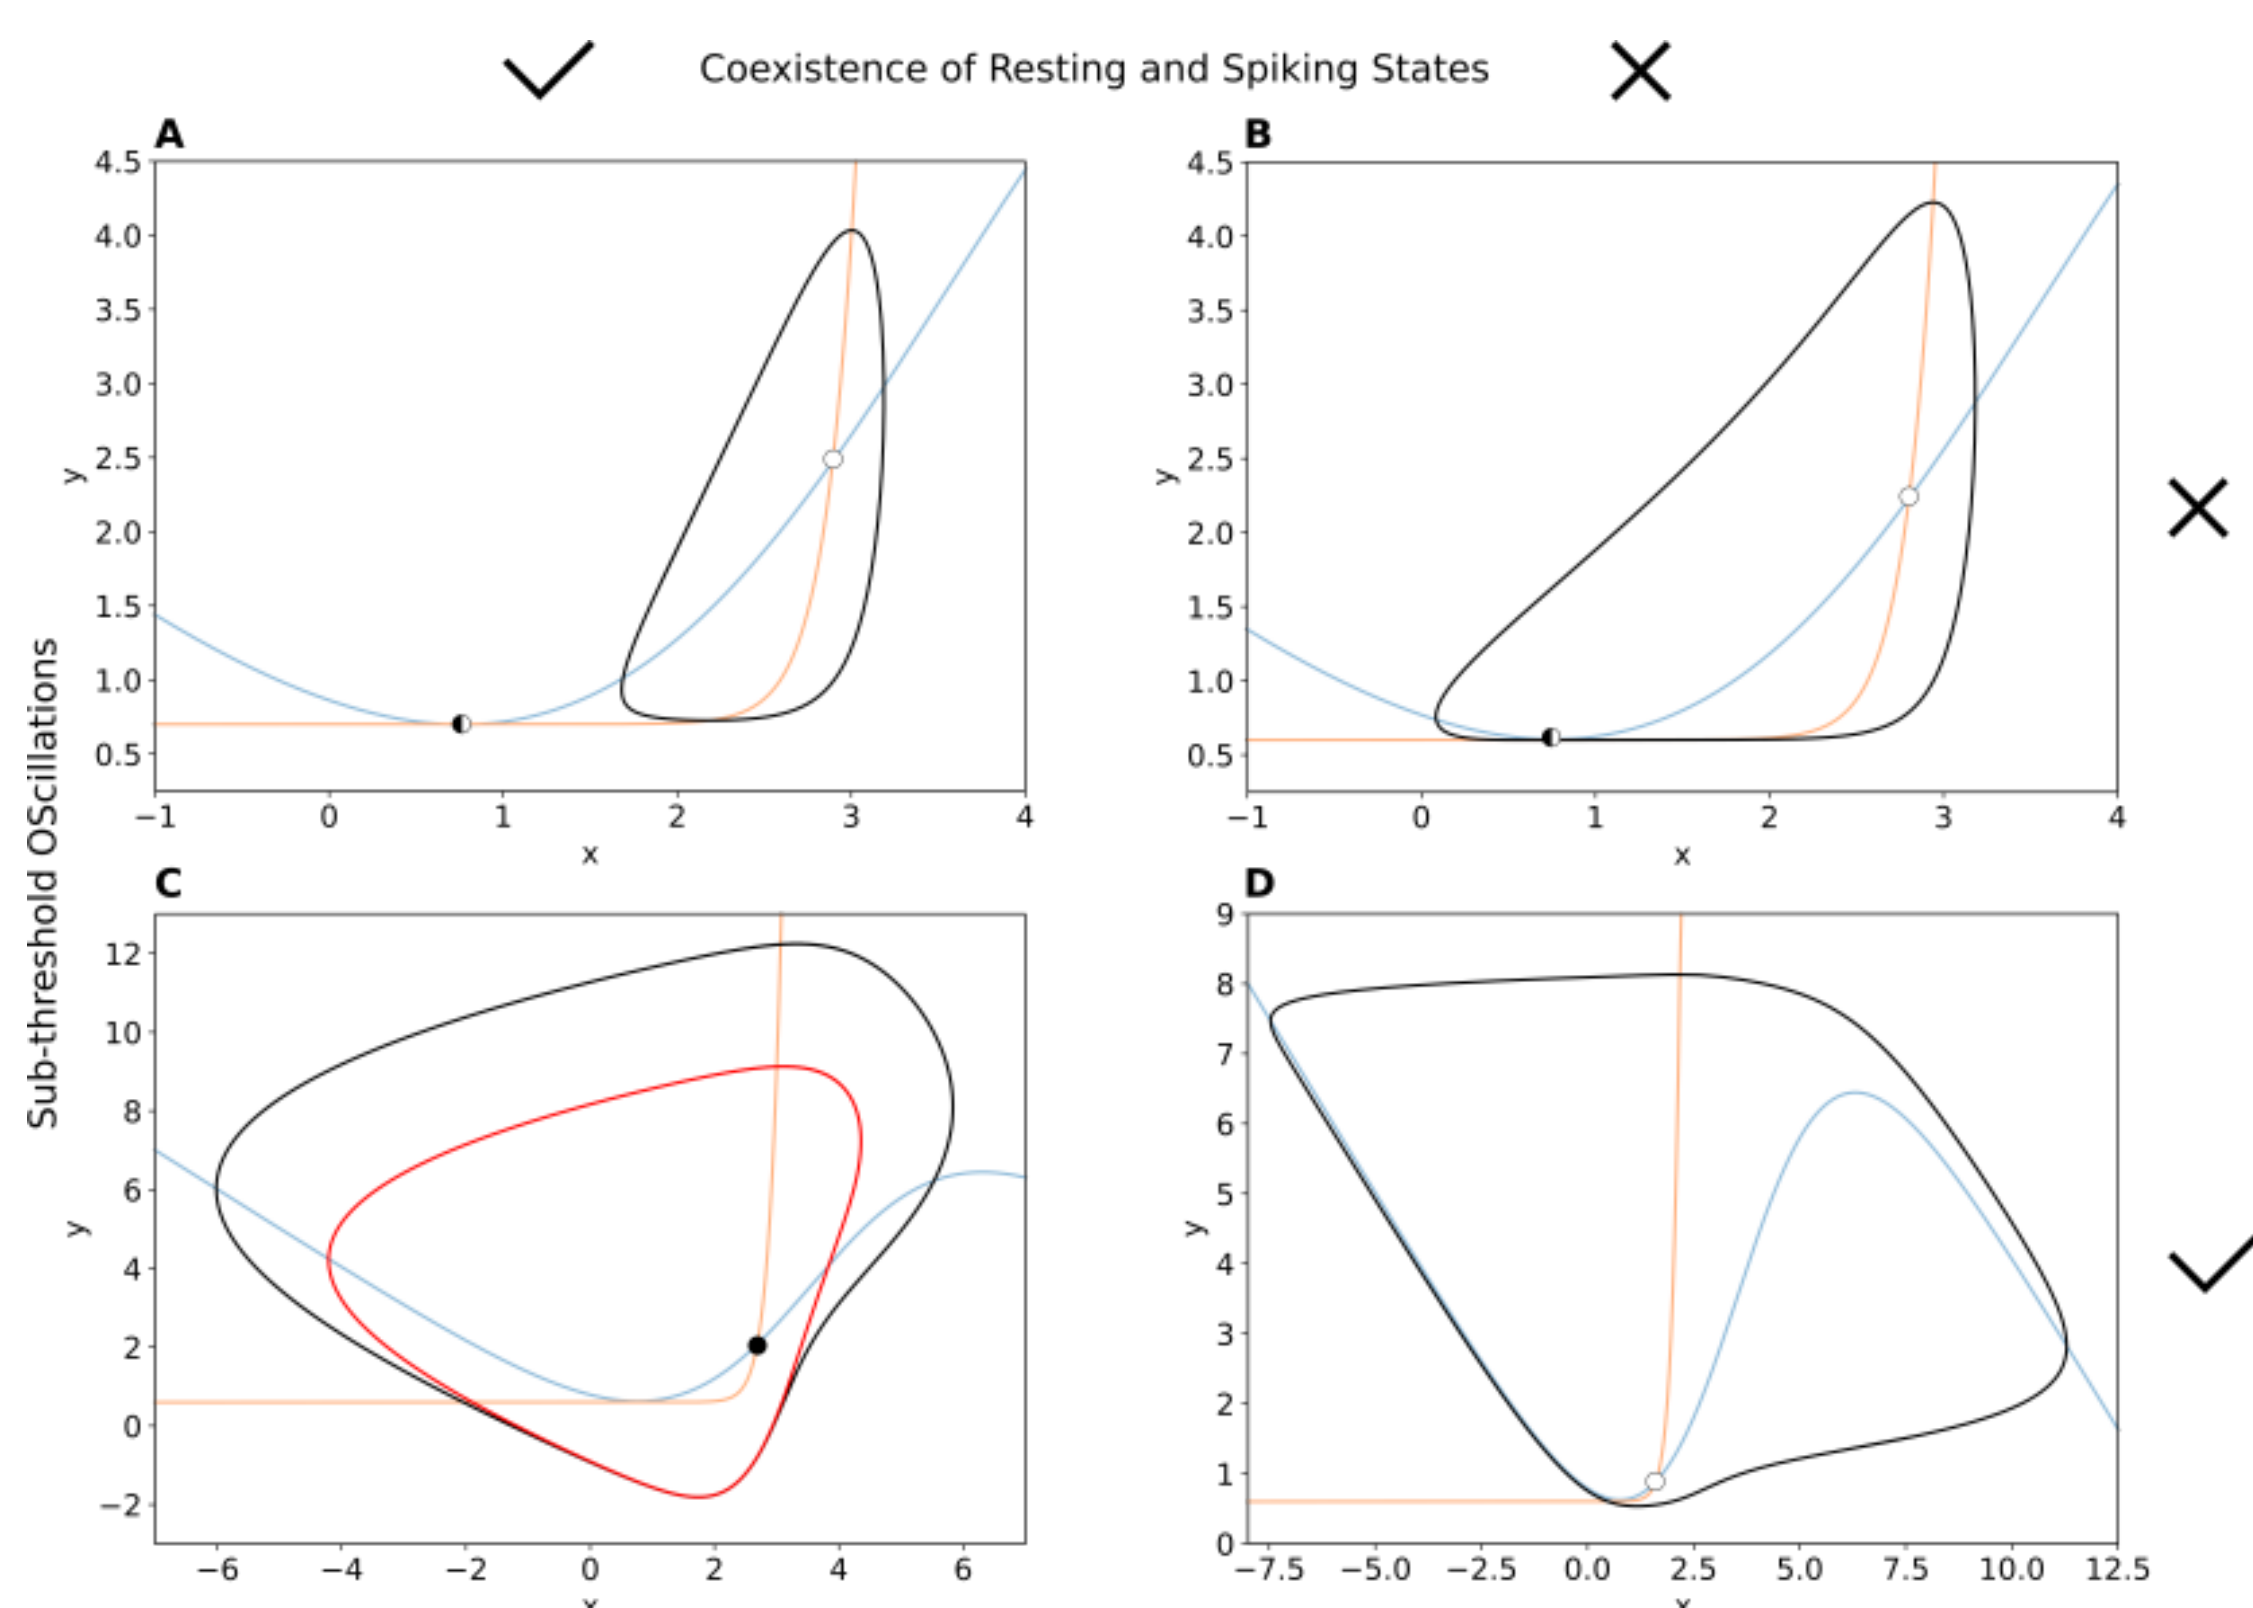 Coexistence of Resting and Spiking States
A
B
4.5
4.0
3.5
3.0
2.5
2.0
1.5
1.0
0.5
y
−1 0 1 2 3 4
x
4.5
4.0
3.5
3.0
2.5
2.0
1.5
1.0
0.5
y
−1 0 1 2 3 4
x
Sub-threshold OScillations
C
D
12
10
8
6
4
2
0
−2
y
−6 −4 −2 0 2 4 6
x
9
8
7
6
5
4
3
2
1
0
y
−7.5 −5.0 −2.5 0.0 2.5 5.0 7.5 10.0 12.5
x